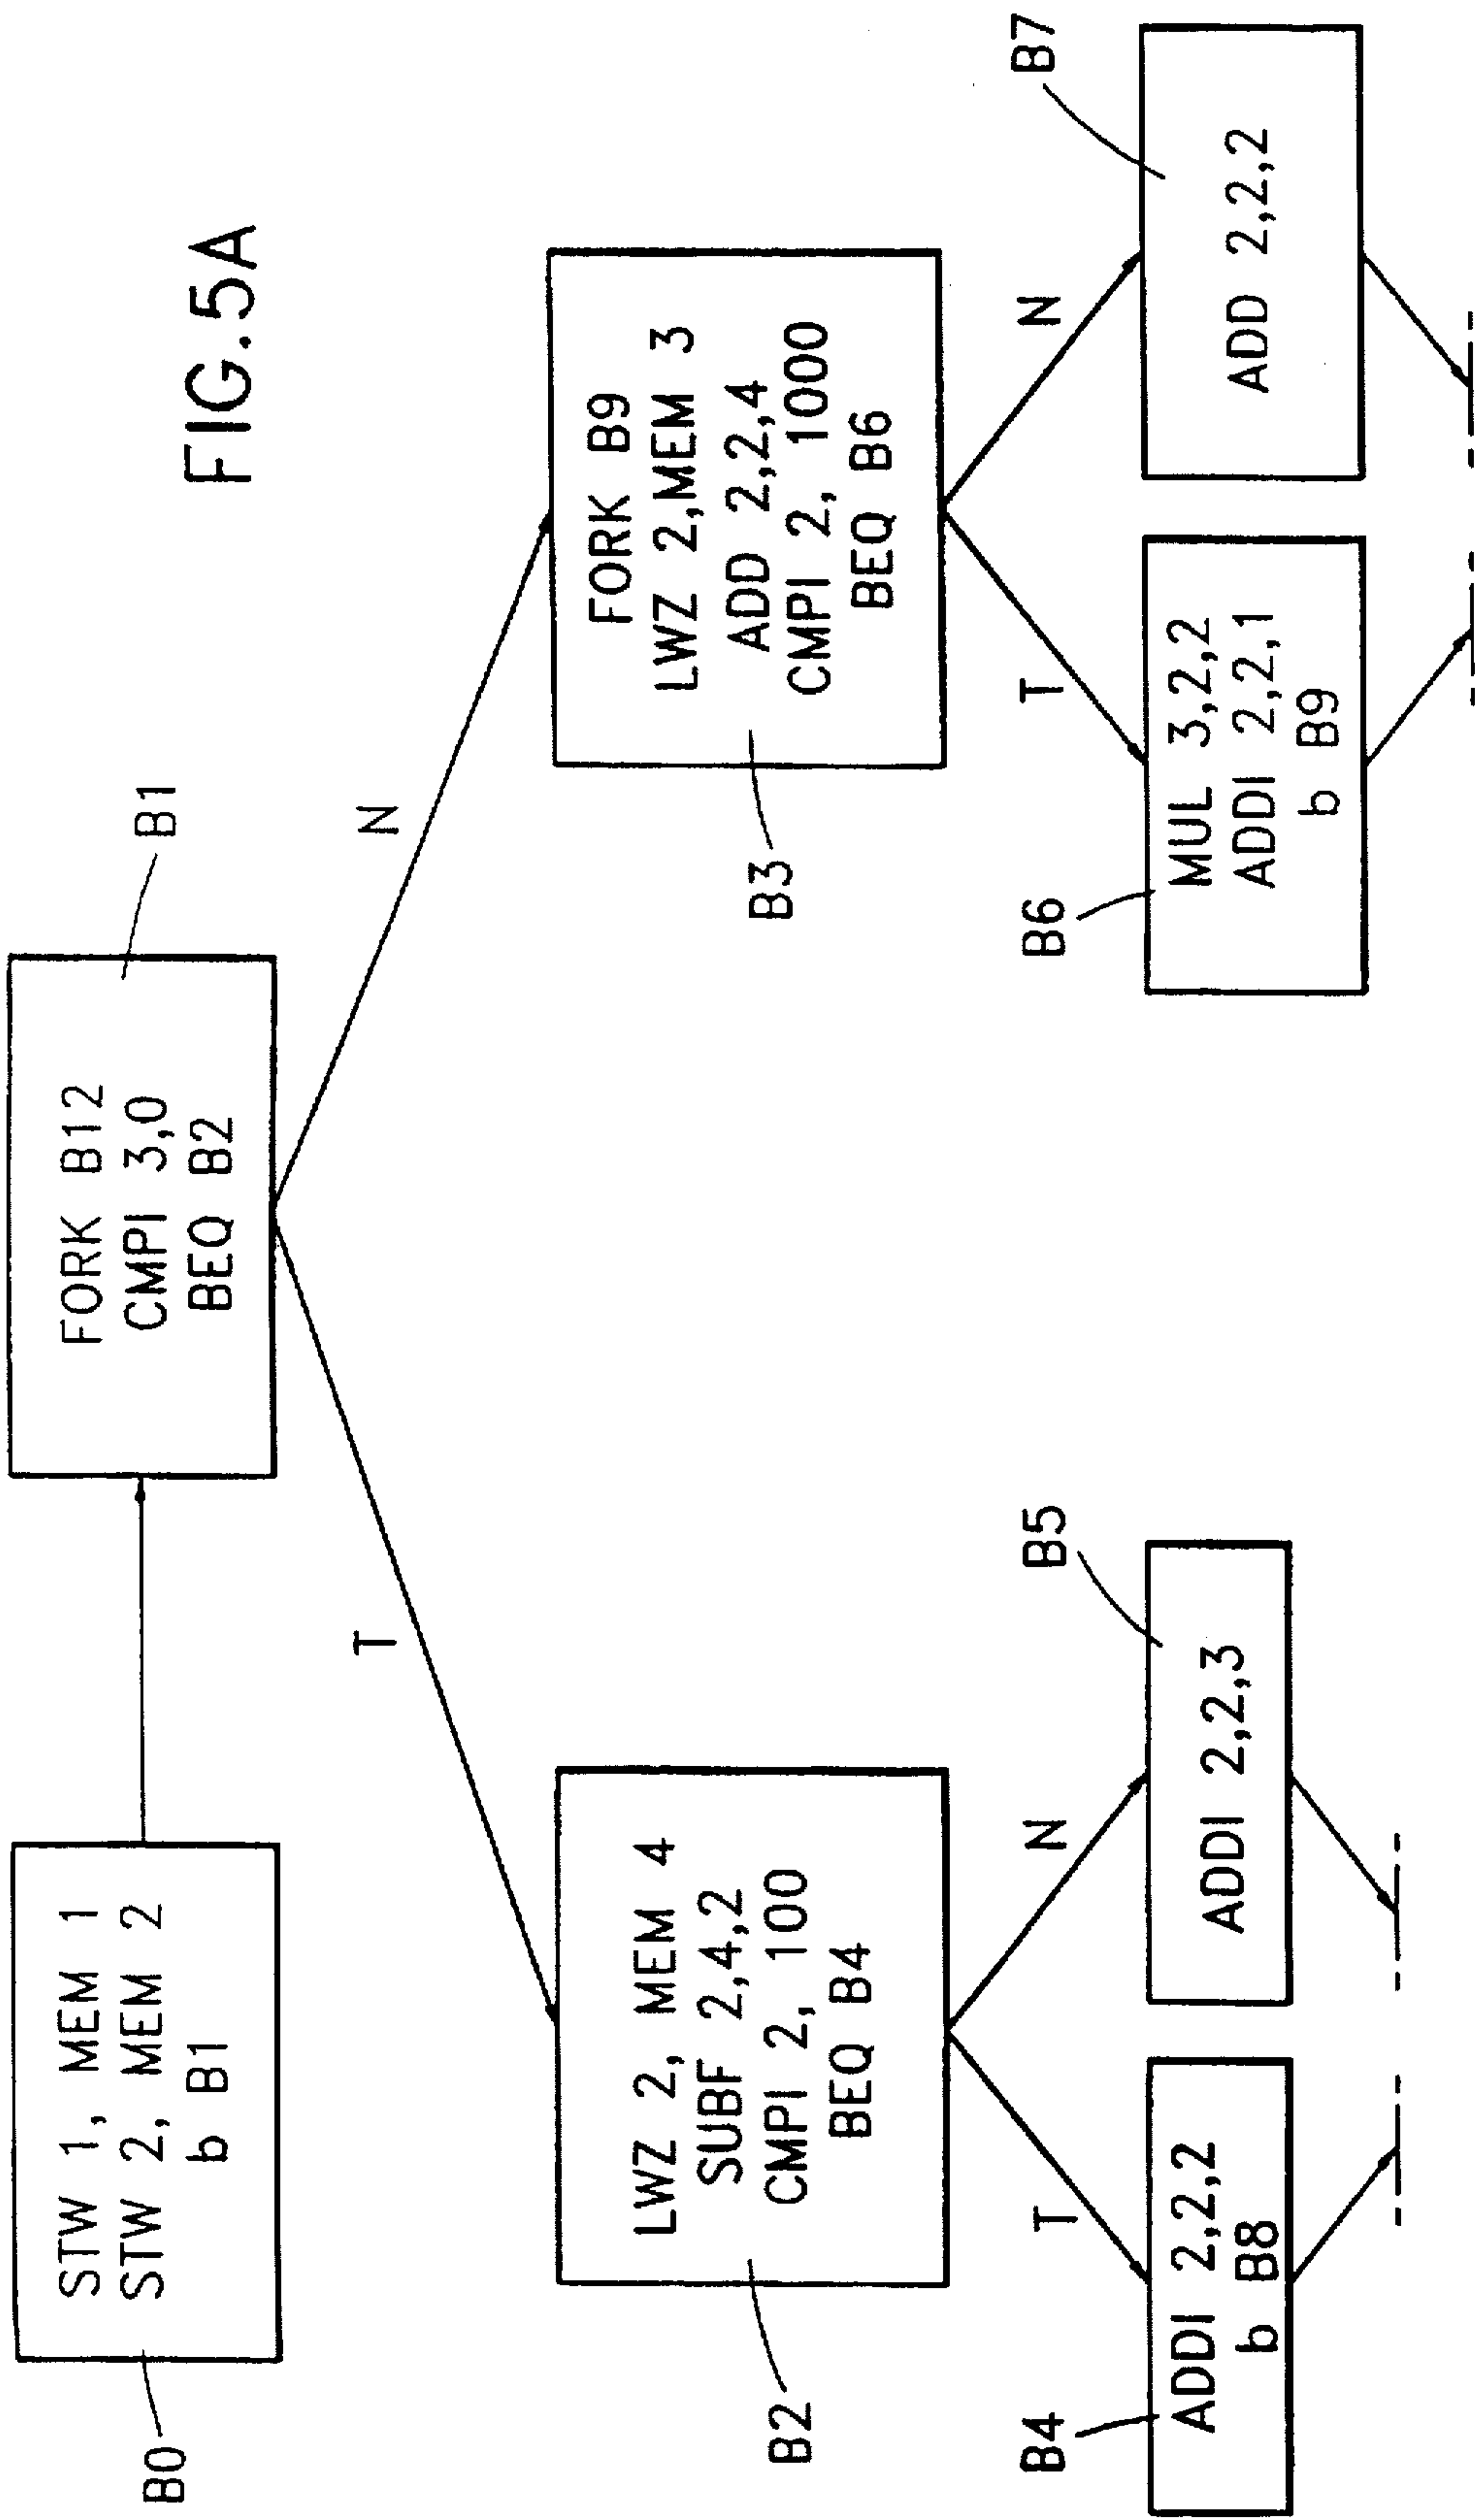 FIG.5A
B0
STW 1, MEM 1
STW 2, MEM 2
b B1
B1
FORK B12
CMPI 3,0
BEQ B2
T
N
B2
LWZ 2, MEM 4
SUBF 2,4,2
CMPI 2, 100
BEQ B4
B3
FORK B9
LWZ 2,MEM 3
ADD 2,2,4
CMPI 2, 1000
BEQ B6
T
N
T
N
B4
ADDI 2,2,2
b B8
B5
ADDI 2,2,3
B6
MUL 3,2,2
ADDI 2,2,1
b B9
B7
ADD 2,2,2